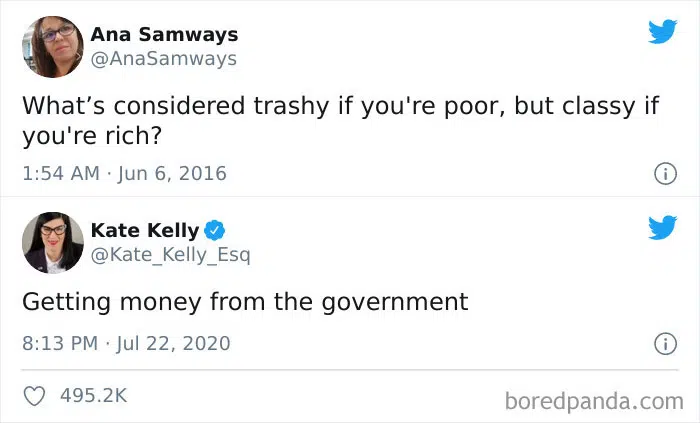 Ana Samways
@AnaSamways
What’s considered trashy if you're poor, but classy if
you're rich?
1:54 AM · Jun 6, 2016
Kate Kelly
@Kate_Kelly_Esq
Getting money from the government
8:13 PM · Jul 22, 2020
495.2K
boredpanda.com